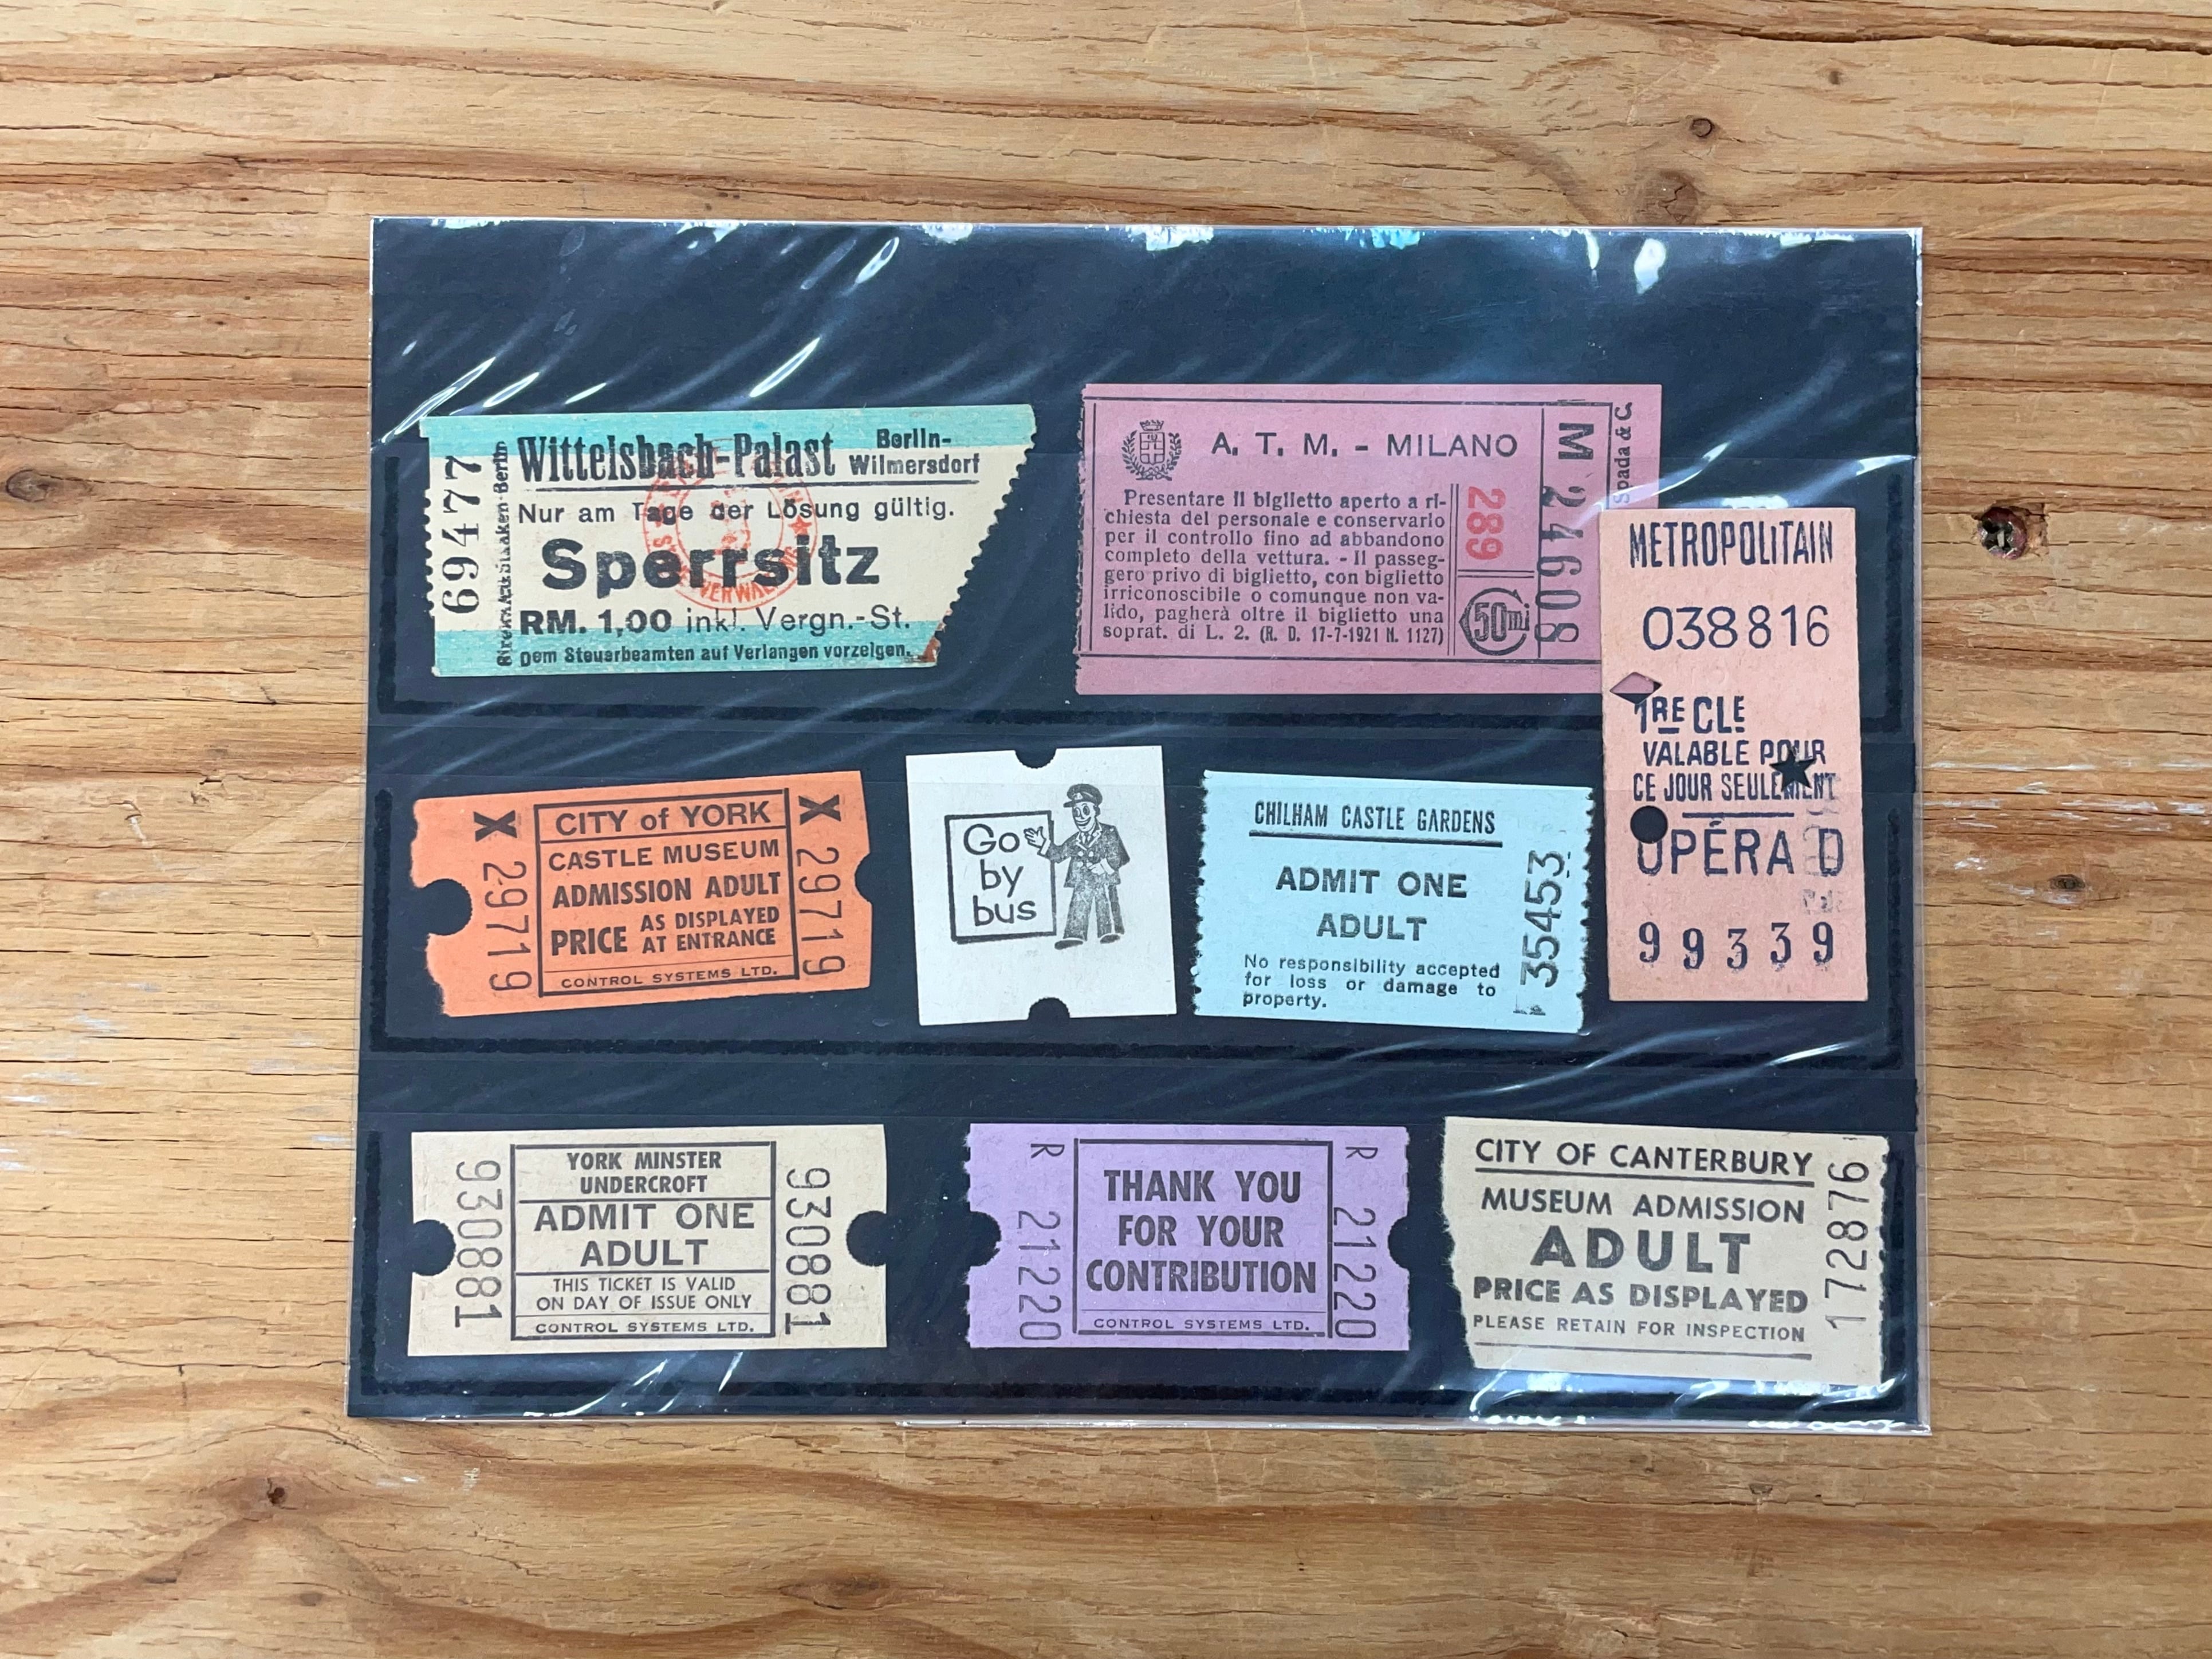 69477
Wittelsbach-Palast
Berlin-
Wilmersdorf
Nur am Tage der Lösung gültig.
Sperrsitz
RM. 1,00 inkl. Vergn.-St.
Dem Steuerbeamten auf Verlangen vorzeigen.
A. T. M. - MILANO
Presentare il biglietto aperto a ri-
chiesta del personale e conservarlo
per il controllo fino ad abbandono
completo della vettura. - Il passeg-
gero privo di biglietto, con biglietto
irriconoscibile o comunque non va-
lido, pagherà oltre il biglietto una
soprat. di L. 2. (R. D. 17-7-1921 N. 1127)
289
50
M 24608
Spada & C.
METROPOLITAIN
038816
1RE CLE
VALABLE POUR
CE JOUR SEULEMENT
OPÉRA D
99339
X 29719
CITY of YORK
CASTLE MUSEUM
ADMISSION ADULT
PRICE AS DISPLAYED
AT ENTRANCE
CONTROL SYSTEMS LTD.
X 29719
Go
by
bus
CHILHAM CASTLE GARDENS
ADMIT ONE
ADULT
No responsibility accepted
for loss or damage to
property.
35453
930881
YORK MINSTER
UNDERCROFT
ADMIT ONE
ADULT
THIS TICKET IS VALID
ON DAY OF ISSUE ONLY
CONTROL SYSTEMS LTD.
930881
R 21220
THANK YOU
FOR YOUR
CONTRIBUTION
CONTROL SYSTEMS LTD.
R 21220
CITY OF CANTERBURY
MUSEUM ADMISSION
ADULT
PRICE AS DISPLAYED
PLEASE RETAIN FOR INSPECTION
172876